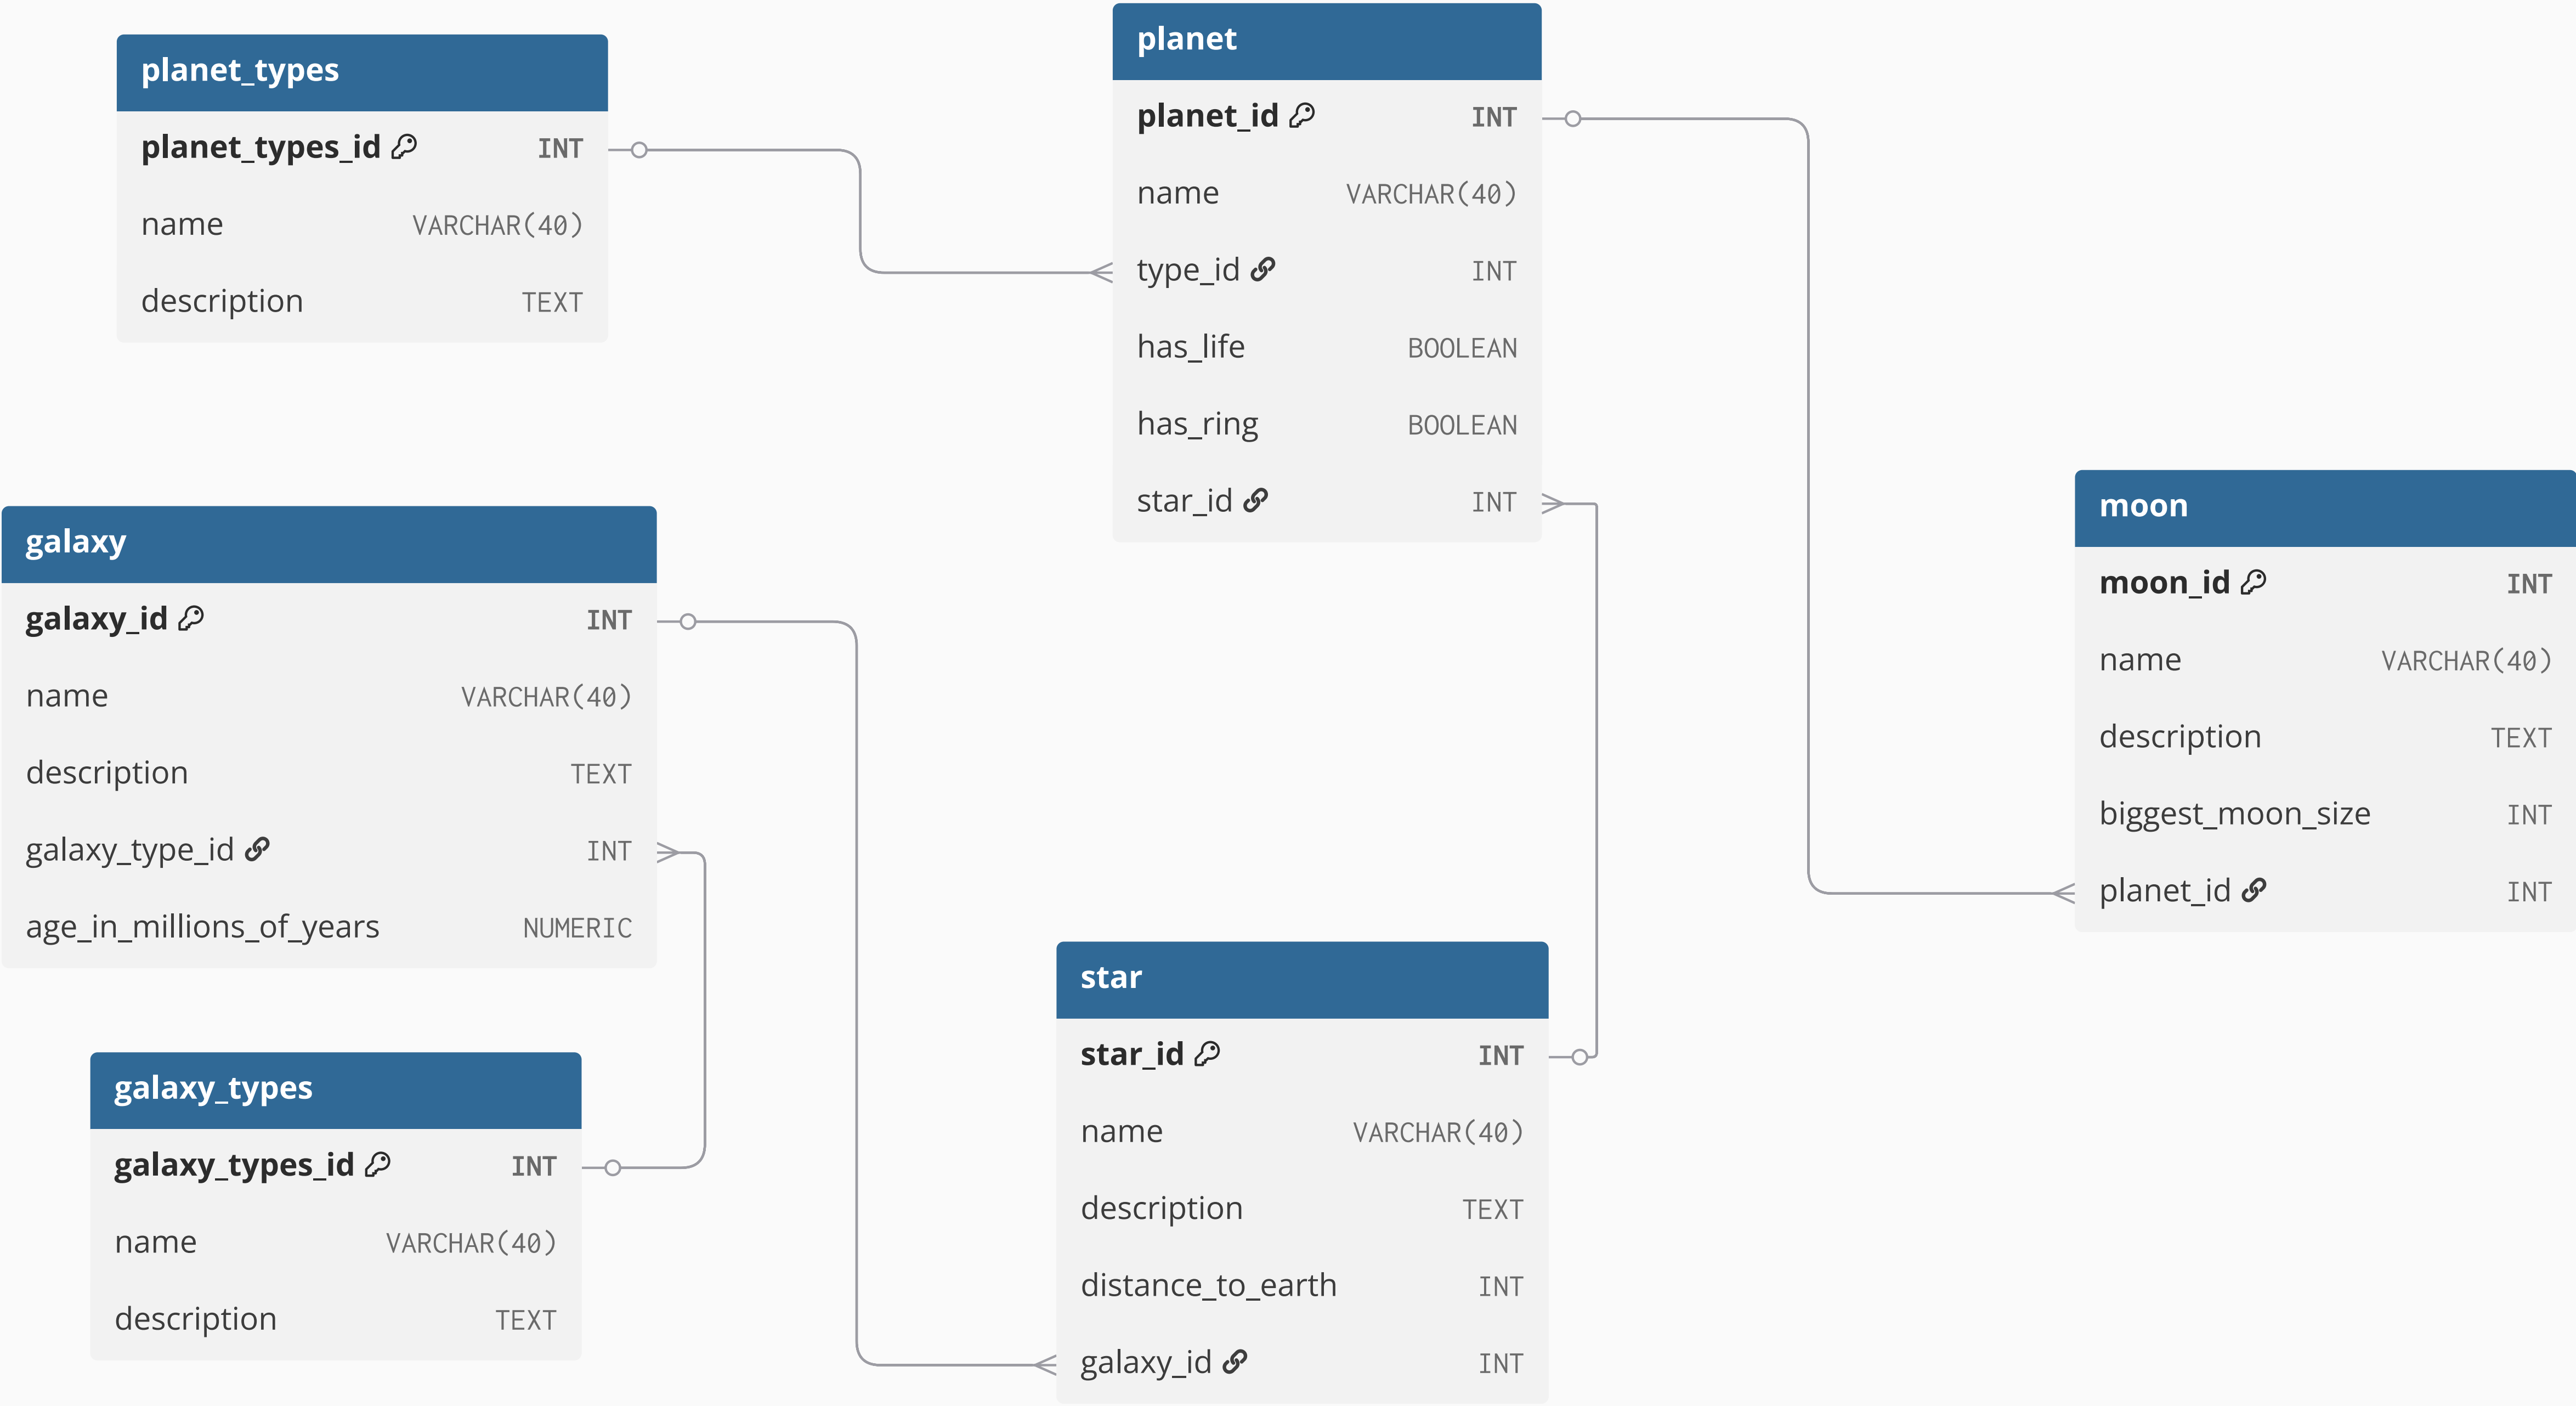 planet_types
planet_types_id INT
name VARCHAR(40)
description TEXT
planet
planet_id INT
name VARCHAR(40)
type_id INT
has_life BOOLEAN
has_ring BOOLEAN
star_id INT
galaxy
galaxy_id INT
name VARCHAR(40)
description TEXT
galaxy_type_id INT
age_in_millions_of_years NUMERIC
moon
moon_id INT
name VARCHAR(40)
description TEXT
biggest_moon_size INT
planet_id INT
galaxy_types
galaxy_types_id INT
name VARCHAR(40)
description TEXT
star
star_id INT
name VARCHAR(40)
description TEXT
distance_to_earth INT
galaxy_id INT